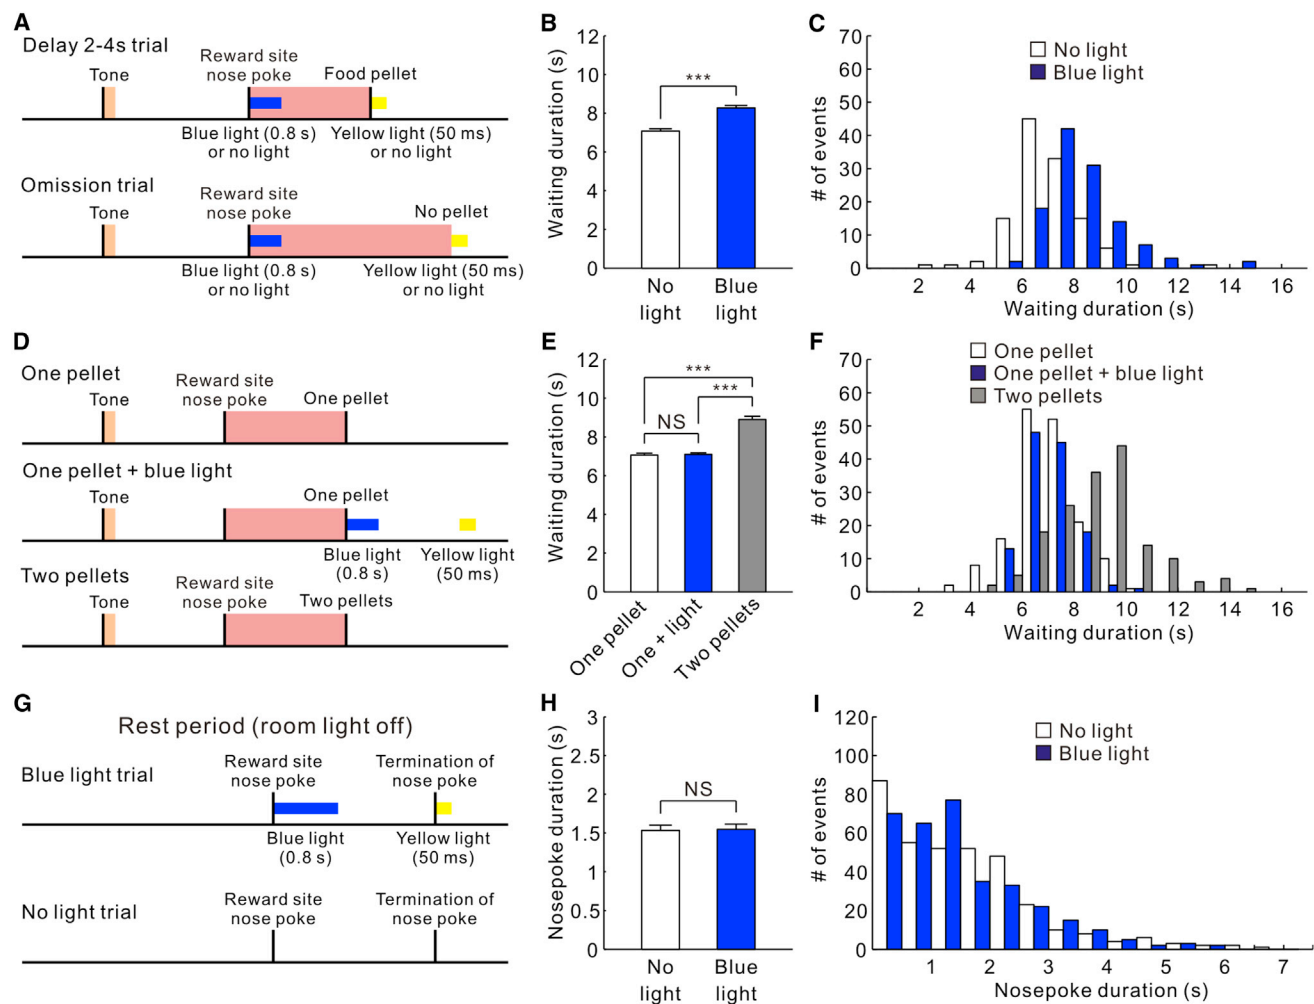 A
Delay 2-4s trial
Tone
Reward site
nose poke
Food pellet
Blue light (0.8 s)
or no light
Yellow light (50 ms)
or no light
Omission trial
Tone
Reward site
nose poke
No pellet
Blue light (0.8 s)
or no light
Yellow light (50 ms)
or no light
B
Waiting duration (s)
12
10
8
6
4
2
0
***
No
light
Blue
light
C
# of events
70
60
50
40
30
20
10
0
No light
Blue light
2 4 6 8 10 12 14 16
Waiting duration (s)
D
One pellet
Tone
Reward site
nose poke
One pellet
One pellet + blue light
Tone
One pellet
Blue light
(0.8 s)
Yellow light
(50 ms)
Two pellets
Tone
Reward site
nose poke
Two pellets
E
Waiting duration (s)
12
10
8
6
4
2
0
***
***
NS
One pellet
One + light
Two pellets
F
# of events
70
60
50
40
30
20
10
0
One pellet
One pellet + blue light
Two pellets
2 4 6 8 10 12 14 16
Waiting duration (s)
G
Rest period (room light off)
Blue light trial
Reward site
nose poke
Termination of
nose poke
Blue light
(0.8 s)
Yellow light
(50 ms)
No light trial
Reward site
nose poke
Termination of
nose poke
H
Nosepoke duration (s)
3
2.5
2
1.5
1
0.5
0
NS
No
light
Blue
light
I
# of events
120
100
80
60
40
20
0
No light
Blue light
1 2 3 4 5 6 7
Nosepoke duration (s)